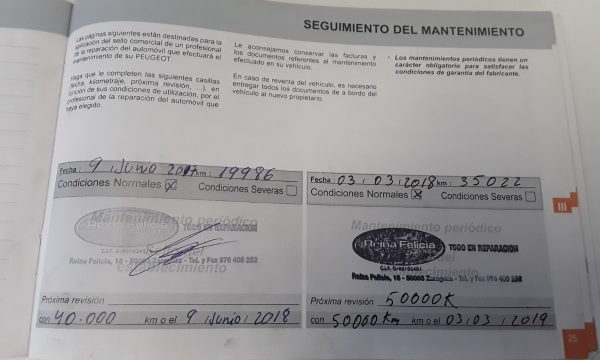 SEGUIMIENTO DEL MANTENIMIENTO
Las páginas siguientes están destinadas para la
aplicación del sello comercial de un profesional
de la reparación del automóvil que efectuará el
mantenimiento de su PEUGEOT.
Haga que le completen las siguientes casillas
(fecha, kilometraje, próxima revisión, ...), en
función de sus condiciones de utilización, por el
profesional de la reparación del automóvil que
haya elegido.
Le aconsejamos conservar las facturas y
los documentos referentes al mantenimiento
efectuado en su vehículo.
En caso de reventa del vehículo, es necesario
entregar todos los documentos de a bordo del
vehículo al nuevo propietario.
• Los mantenimientos periódicos tienen un
carácter obligatorio para satisfacer las
condiciones de garantía del fabricante.
Fecha: 9 / Junio 2017 km: 19986
Condiciones Normales ☒ Condiciones Severas ☐
Mantenimiento periódico
Reina Felicia TODO EN REPARACION
Reina Felicia, 18 - 50003 Zaragoza - Tel. y Fax 976 405 252
establecimiento
Próxima revisión
con 40.000 km o el 9 / Junio / 2018
Fecha: 03 / 03 / 2018 km: 35022
Condiciones Normales ☒ Condiciones Severas ☐
Mantenimiento periódico
Reina Felicia TODO EN REPARACION
Reina Felicia, 18 - 50003 Zaragoza - Tel. y Fax 976 405 252
Próxima revisión 50000K
con 50000 Km km o el 03 / 03 / 2019
III
25